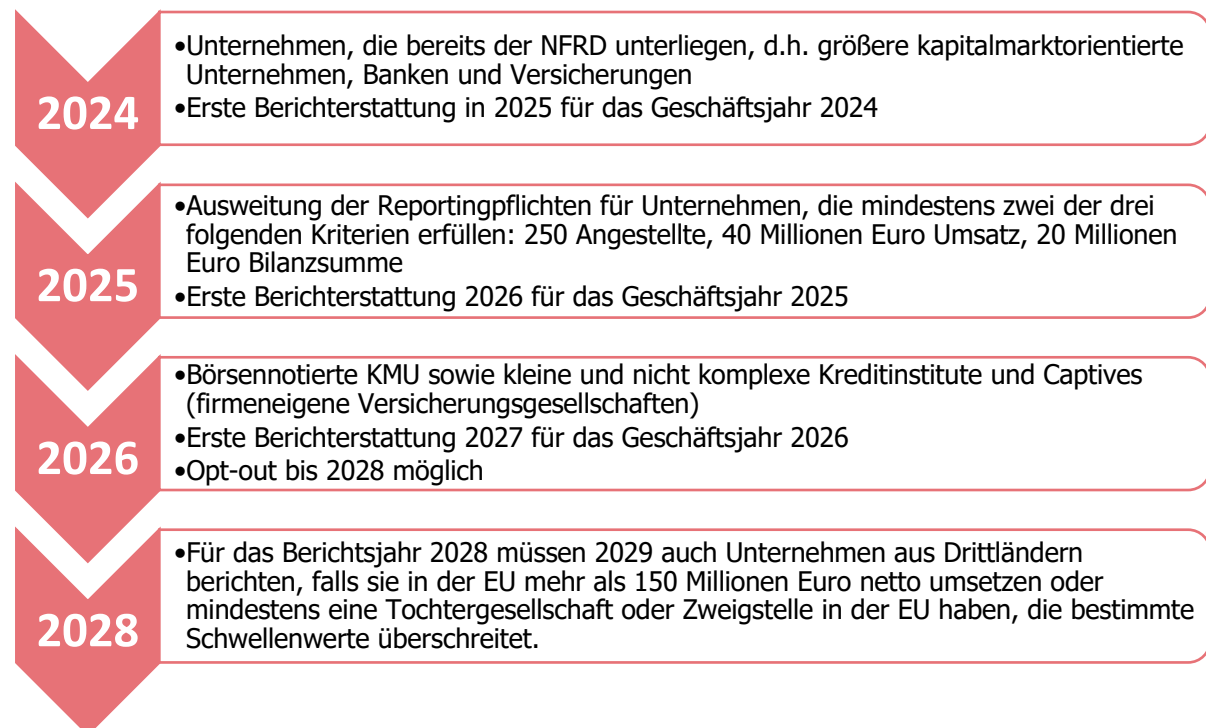 2024
•Unternehmen, die bereits der NFRD unterliegen, d.h. größere kapitalmarktorientierte
Unternehmen, Banken und Versicherungen
•Erste Berichterstattung in 2025 für das Geschäftsjahr 2024
2025
•Ausweitung der Reportingpflichten für Unternehmen, die mindestens zwei der drei
folgenden Kriterien erfüllen: 250 Angestellte, 40 Millionen Euro Umsatz, 20 Millionen
Euro Bilanzsumme
•Erste Berichterstattung 2026 für das Geschäftsjahr 2025
2026
•Börsennotierte KMU sowie kleine und nicht komplexe Kreditinstitute und Captives
(firmeneigene Versicherungsgesellschaften)
•Erste Berichterstattung 2027 für das Geschäftsjahr 2026
•Opt-out bis 2028 möglich
2028
•Für das Berichtsjahr 2028 müssen 2029 auch Unternehmen aus Drittländern
berichten, falls sie in der EU mehr als 150 Millionen Euro netto umsetzen oder
mindestens eine Tochtergesellschaft oder Zweigstelle in der EU haben, die bestimmte
Schwellenwerte überschreitet.